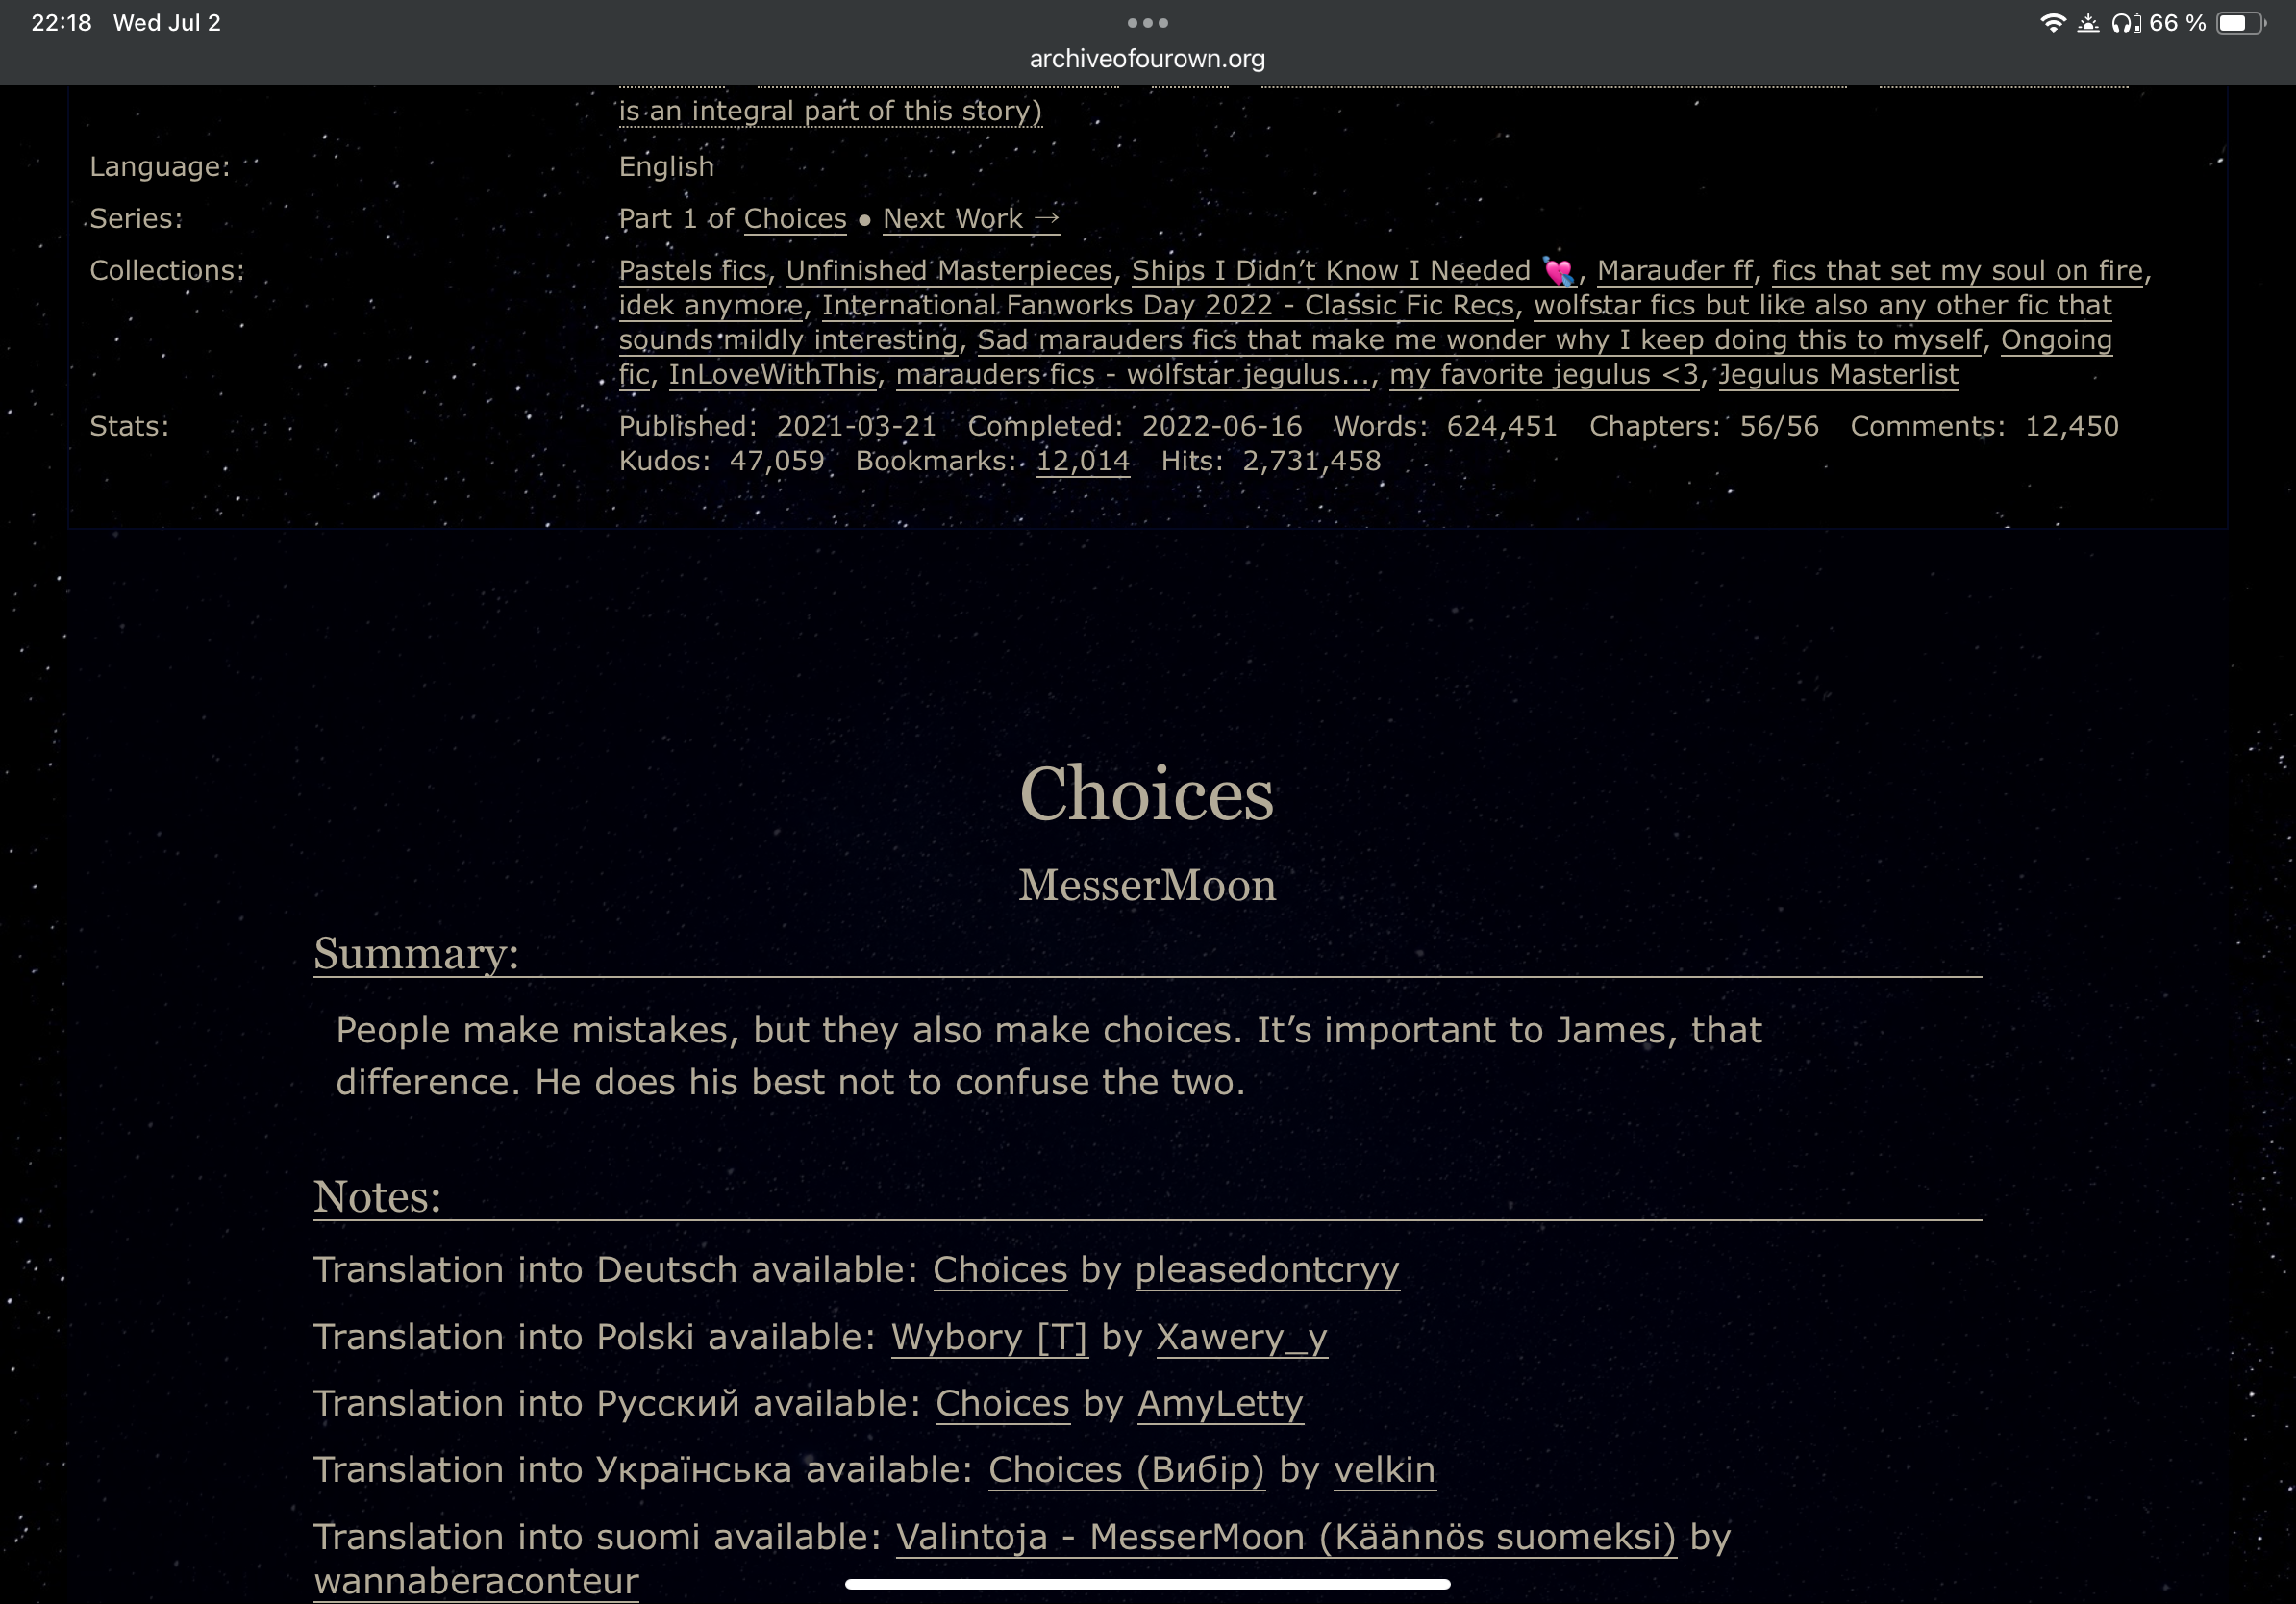 22:18 Wed Jul 2
66 %
archiveofourown.org
is an integral part of this story)
Language: English
Series: Part 1 of Choices • Next Work →
Collections: Pastels fics, Unfinished Masterpieces, Ships I Didn’t Know I Needed 💘, Marauder ff, fics that set my soul on fire,
idek anymore, International Fanworks Day 2022 - Classic Fic Recs, wolfstar fics but like also any other fic that
sounds mildly interesting, Sad marauders fics that make me wonder why I keep doing this to myself, Ongoing
fic, InLoveWithThis, marauders fics - wolfstar jegulus..., my favorite jegulus <3, Jegulus Masterlist
Stats: Published: 2021-03-21 Completed: 2022-06-16 Words: 624,451 Chapters: 56/56 Comments: 12,450
Kudos: 47,059 Bookmarks: 12,014 Hits: 2,731,458
Choices
MesserMoon
Summary:
People make mistakes, but they also make choices. It’s important to James, that
difference. He does his best not to confuse the two.
Notes:
Translation into Deutsch available: Choices by pleasedontcryy
Translation into Polski available: Wybory [T] by Xawery_y
Translation into Русский available: Choices by AmyLetty
Translation into Українська available: Choices (Вибір) by velkin
Translation into suomi available: Valintoja - MesserMoon (Käännös suomeksi) by
wannaberaconteur